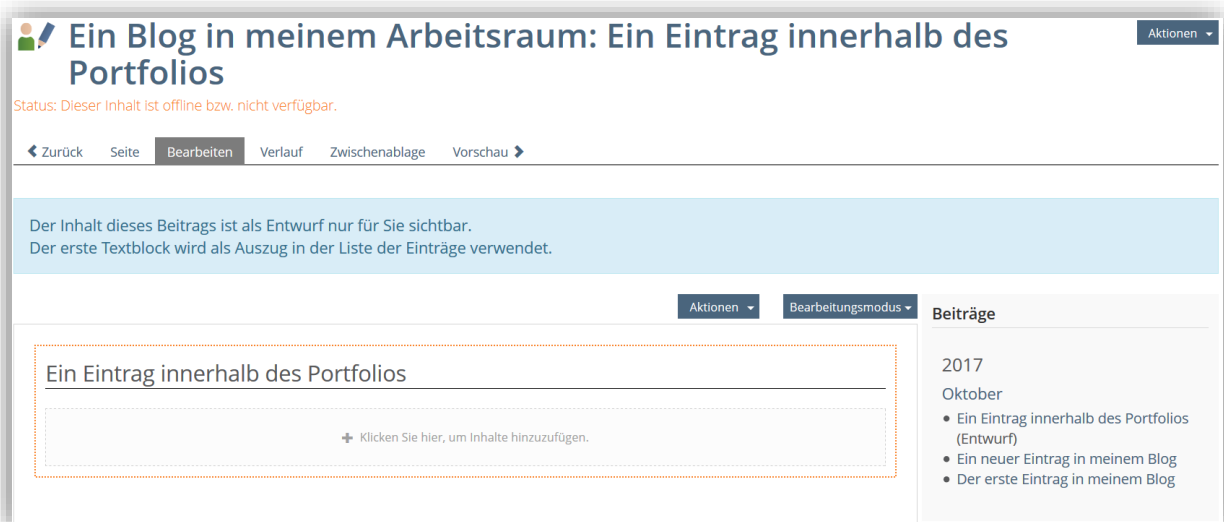 Ein Blog in meinem Arbeitsraum: Ein Eintrag innerhalb des
Portfolios
Aktionen
Status: Dieser Inhalt ist offline bzw. nicht verfügbar.
Zurück Seite Bearbeiten Verlauf Zwischenablage Vorschau
Der Inhalt dieses Beitrags ist als Entwurf nur für Sie sichtbar.
Der erste Textblock wird als Auszug in der Liste der Einträge verwendet.
Aktionen Bearbeitungsmodus
Ein Eintrag innerhalb des Portfolios
Klicken Sie hier, um Inhalte hinzuzufügen.
Beiträge
2017
Oktober
Ein Eintrag innerhalb des Portfolios
(Entwurf)
Ein neuer Eintrag in meinem Blog
Der erste Eintrag in meinem Blog